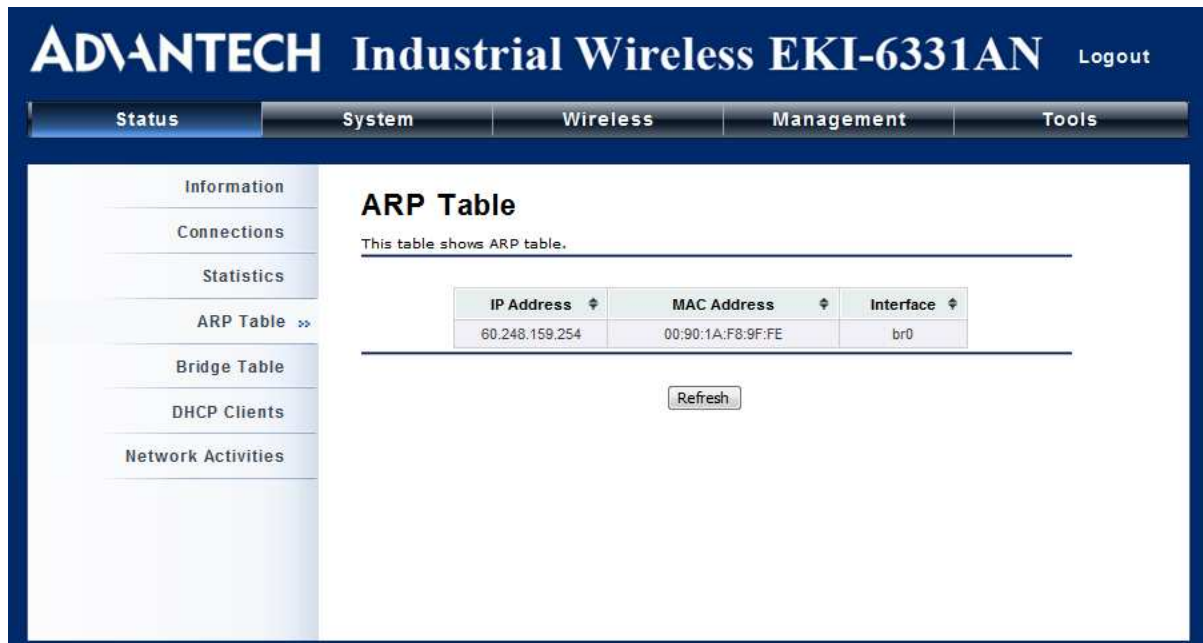 ADVANTECH Industrial Wireless EKI-6331AN Logout
Status System Wireless Management Tools
Information
Connections
Statistics
ARP Table »
Bridge Table
DHCP Clients
Network Activities
ARP Table
This table shows ARP table.
IP Address MAC Address Interface
60.248.159.254 00:90:1A:F8:9F:FE br0
Refresh